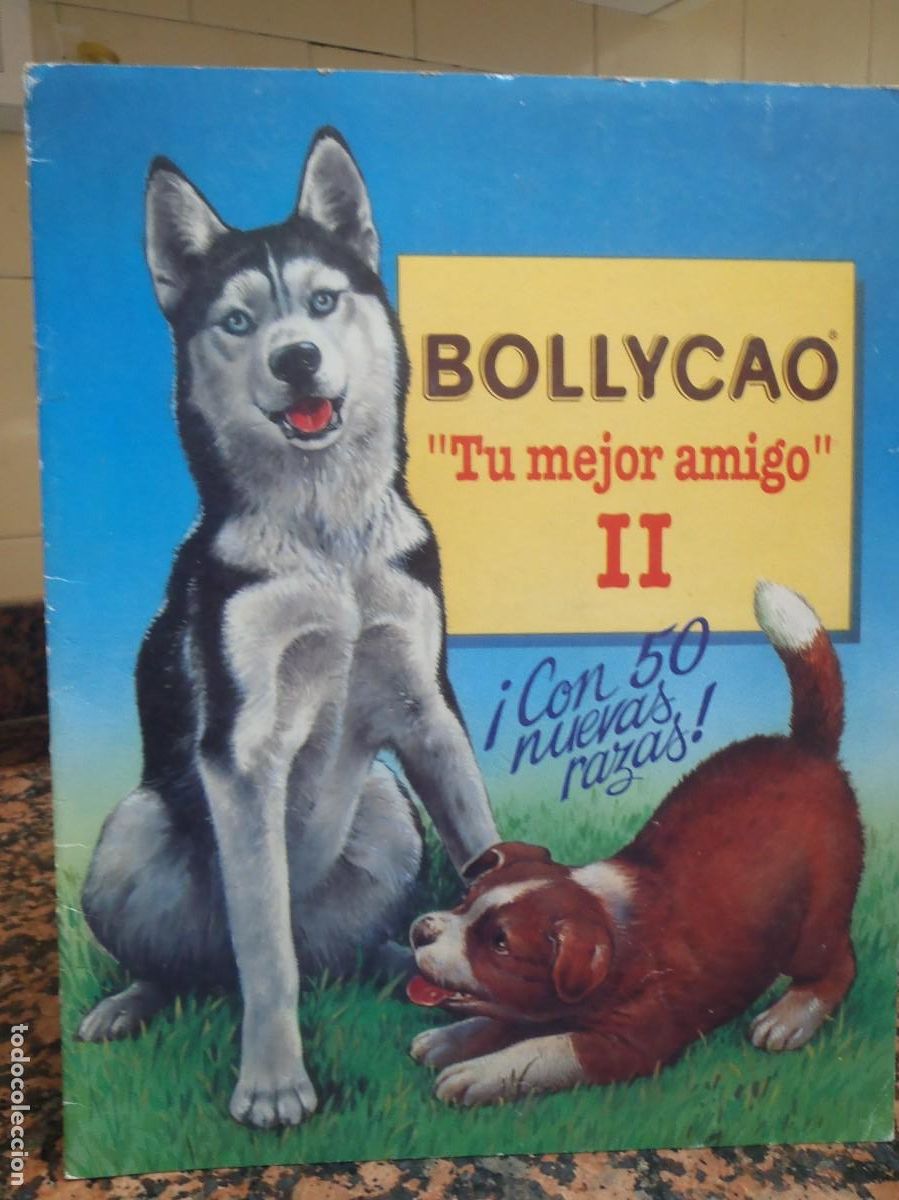 BOLLYCAO®
"Tu mejor amigo"
II
¡Con 50
nuevas
razas!
todocoleccion